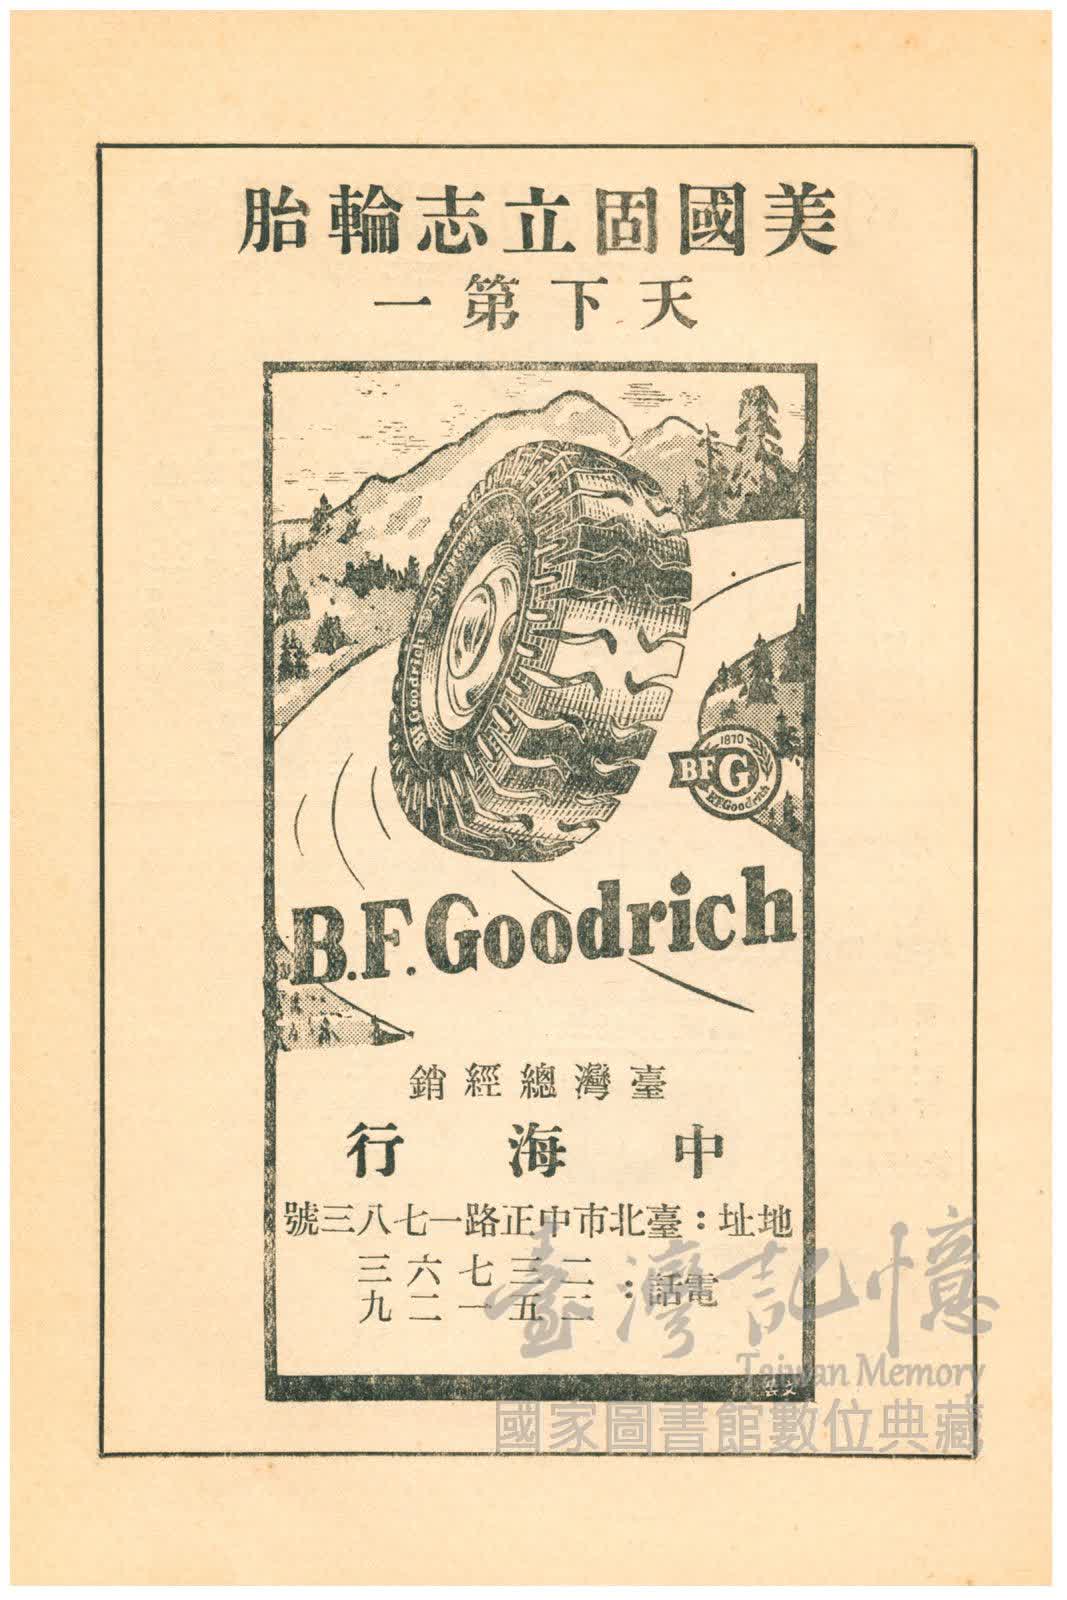 美國固立志輪胎
天下第一
B.F. Goodrich
1870
BFG
B.F.Goodrich
B.F.Goodrich
臺灣總經銷
中海行
地址：臺北市中正路一七八三號
電話：
二三七六三
二五一二九
臺灣記憶
Taiwan Memory
國家圖書館數位典藏